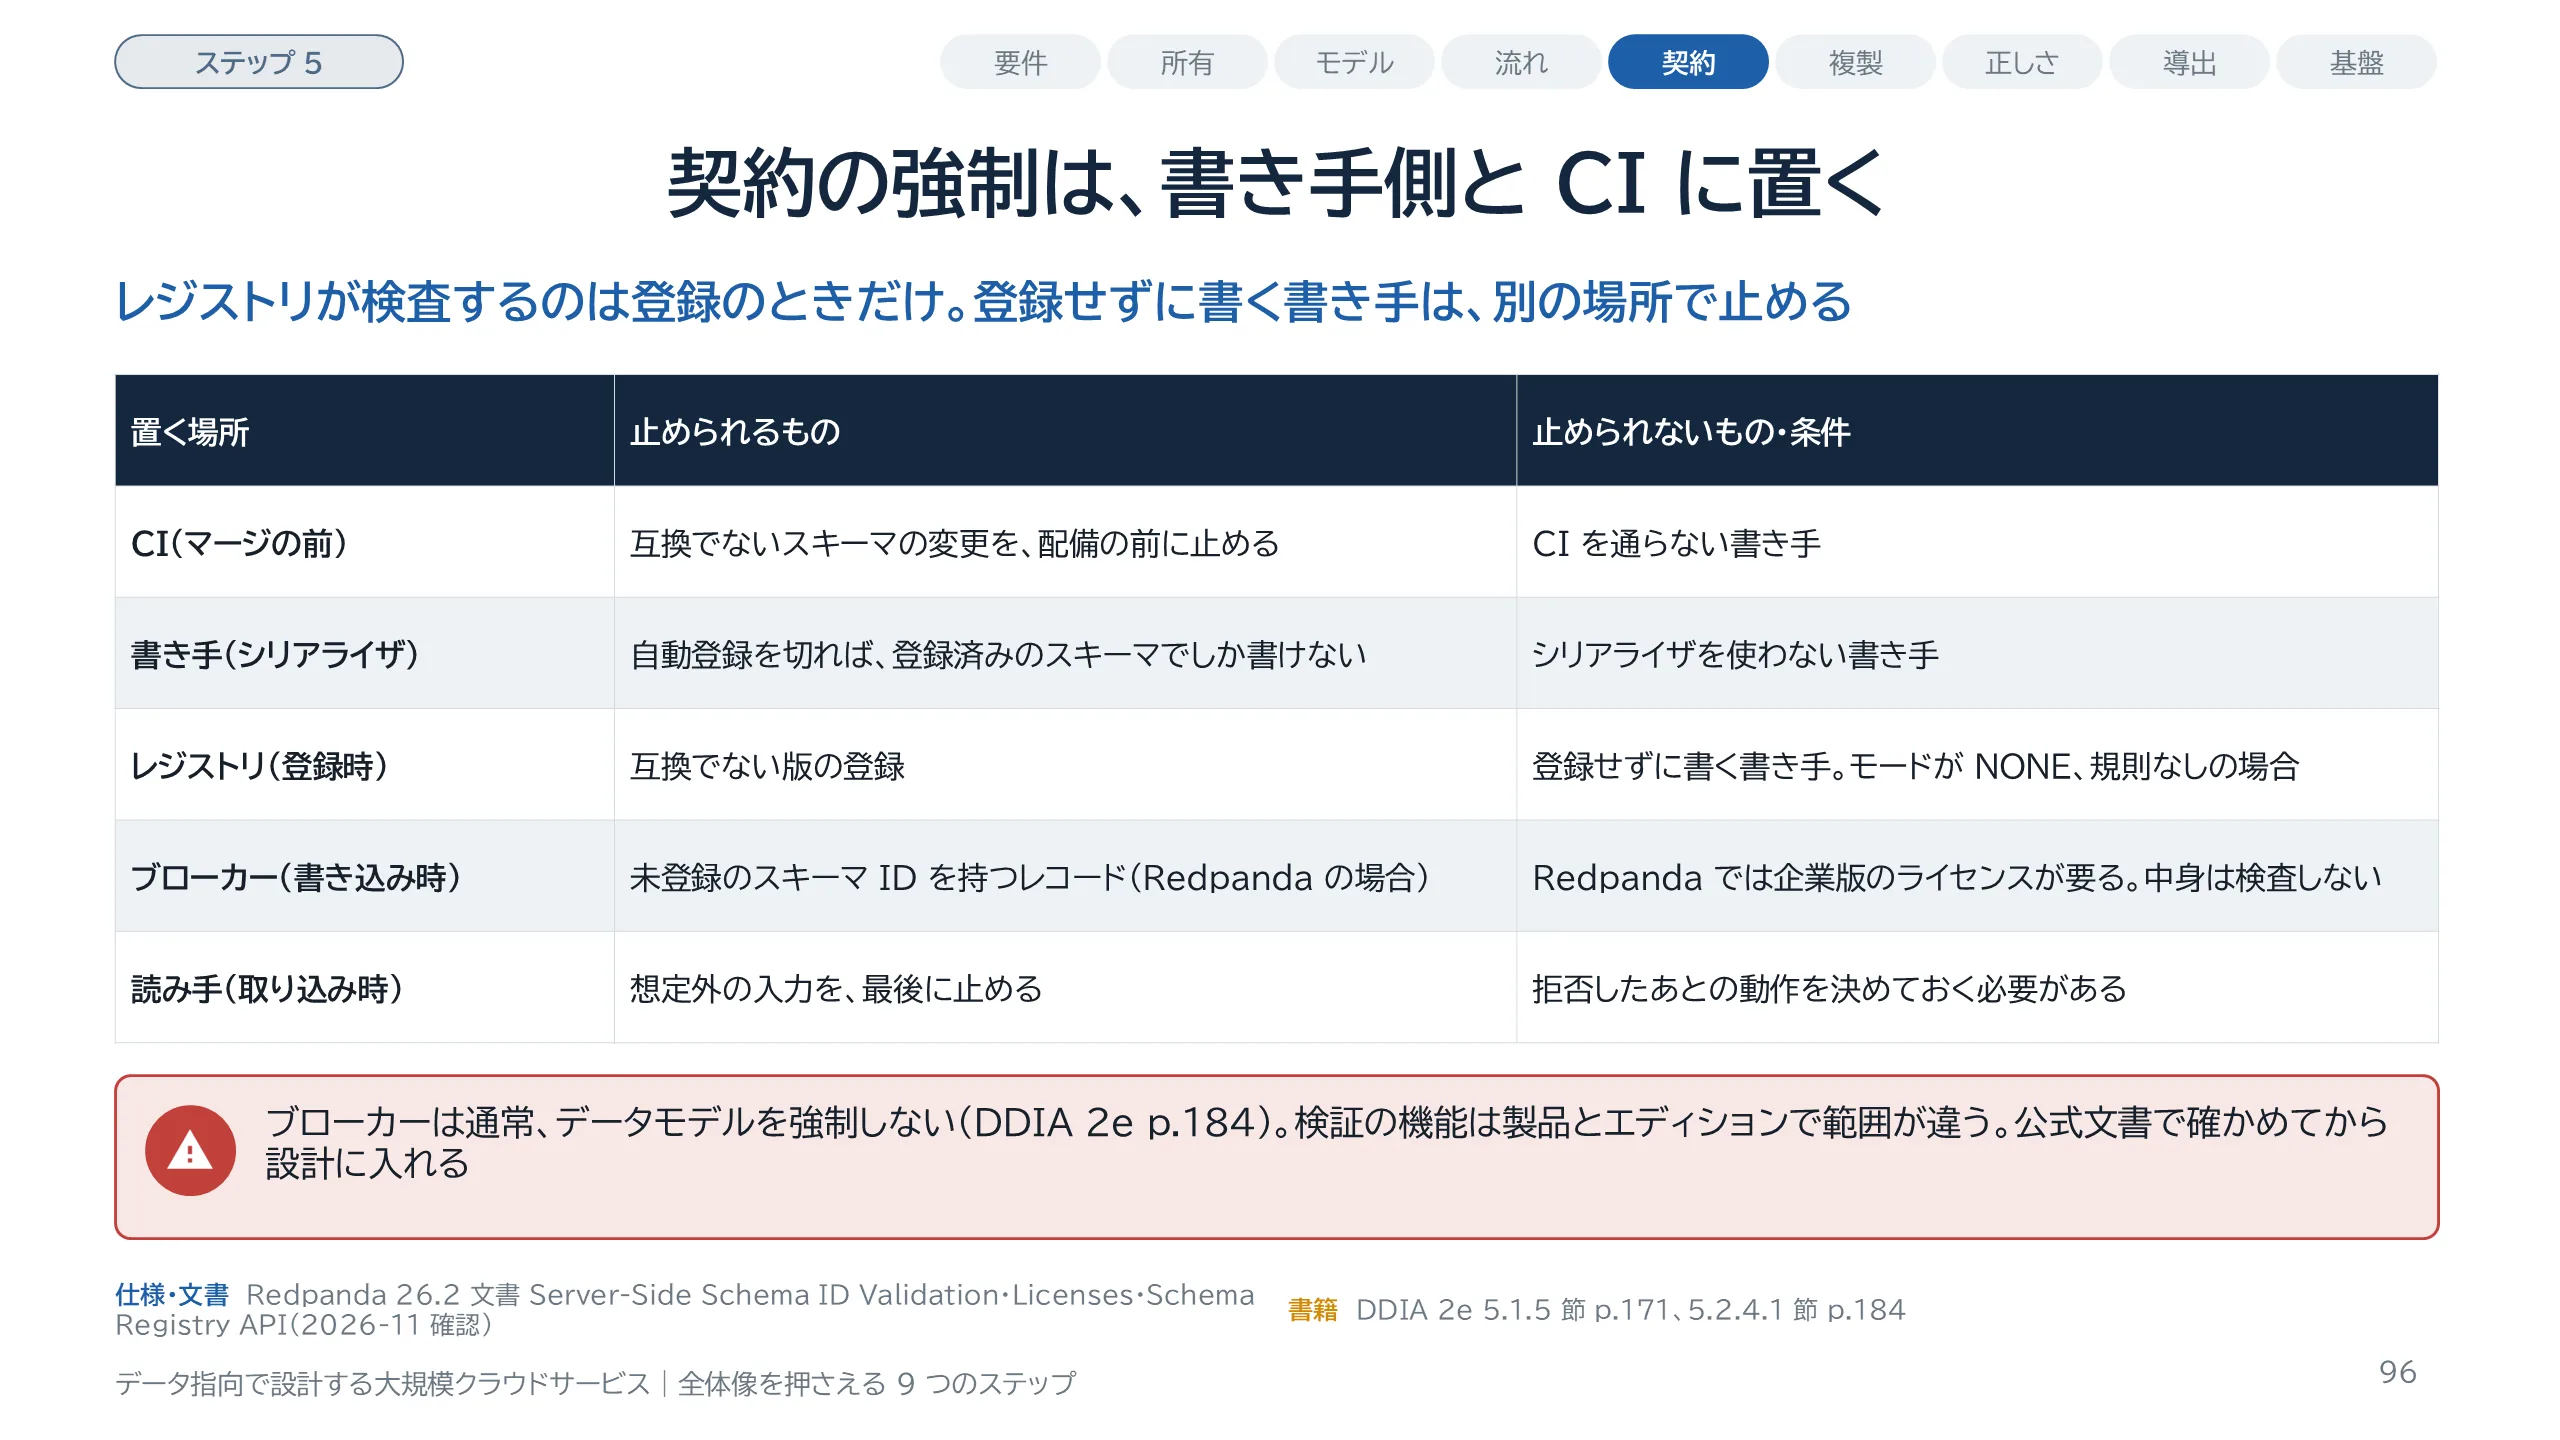 ステップ 5
要件 所有 モデル 流れ 契約 複製 正しさ 導出 基盤
契約の強制は、書き手側と CI に置く
レジストリが検査するのは登録のときだけ。登録せずに書く書き手は、別の場所で止める
置く場所 止められるもの 止められないもの・条件
CI（マージの前） 互換でないスキーマの変更を、配備の前に止める CI を通らない書き手
書き手（シリアライザ） 自動登録を切れば、登録済みのスキーマでしか書けない シリアライザを使わない書き手
レジストリ（登録時） 互換でない版の登録 登録せずに書く書き手。モードが NONE、規則なしの場合
ブローカー（書き込み時） 未登録のスキーマ ID を持つレコード（Redpanda の場合） Redpanda では企業版のライセンスが要る。中身は検査しない
読み手（取り込み時） 想定外の入力を、最後に止める 拒否したあとの動作を決めておく必要がある
ブローカーは通常、データモデルを強制しない（DDIA 2e p.184）。検証の機能は製品とエディションで範囲が違う。公式文書で確かめてから
設計に入れる
仕様・文書 Redpanda 26.2 文書 Server-Side Schema ID Validation・Licenses・Schema
Registry API（2026-11 確認）
書籍 DDIA 2e 5.1.5 節 p.171、5.2.4.1 節 p.184
データ指向で設計する大規模クラウドサービス｜全体像を押さえる 9 つのステップ
96